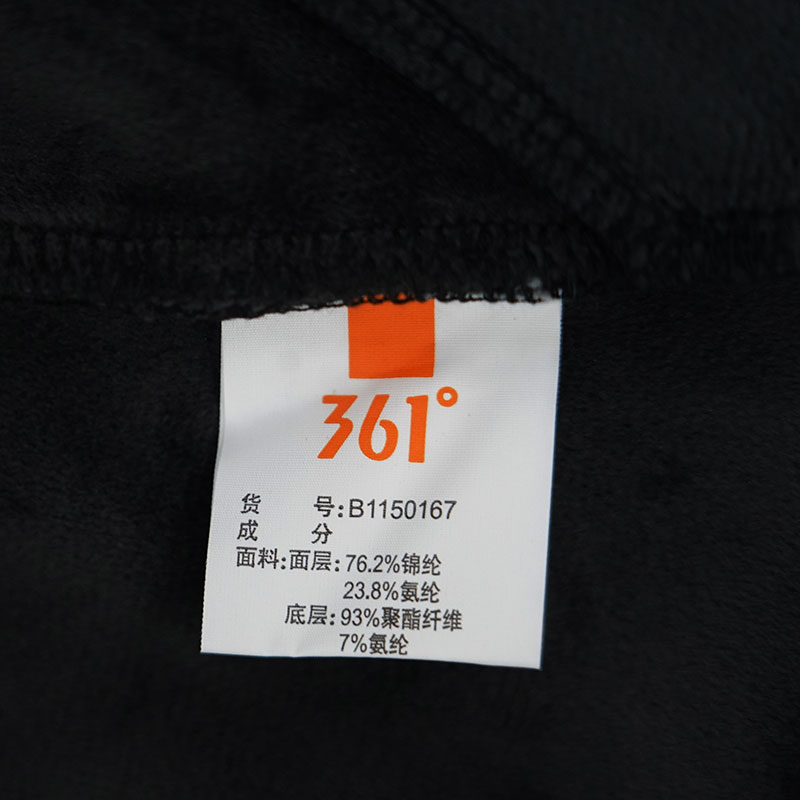 361°
货 号:B1150167
成 分
面料:面层:76.2%锦纶
23.8%氨纶
底层:93%聚酯纤维
7%氨纶